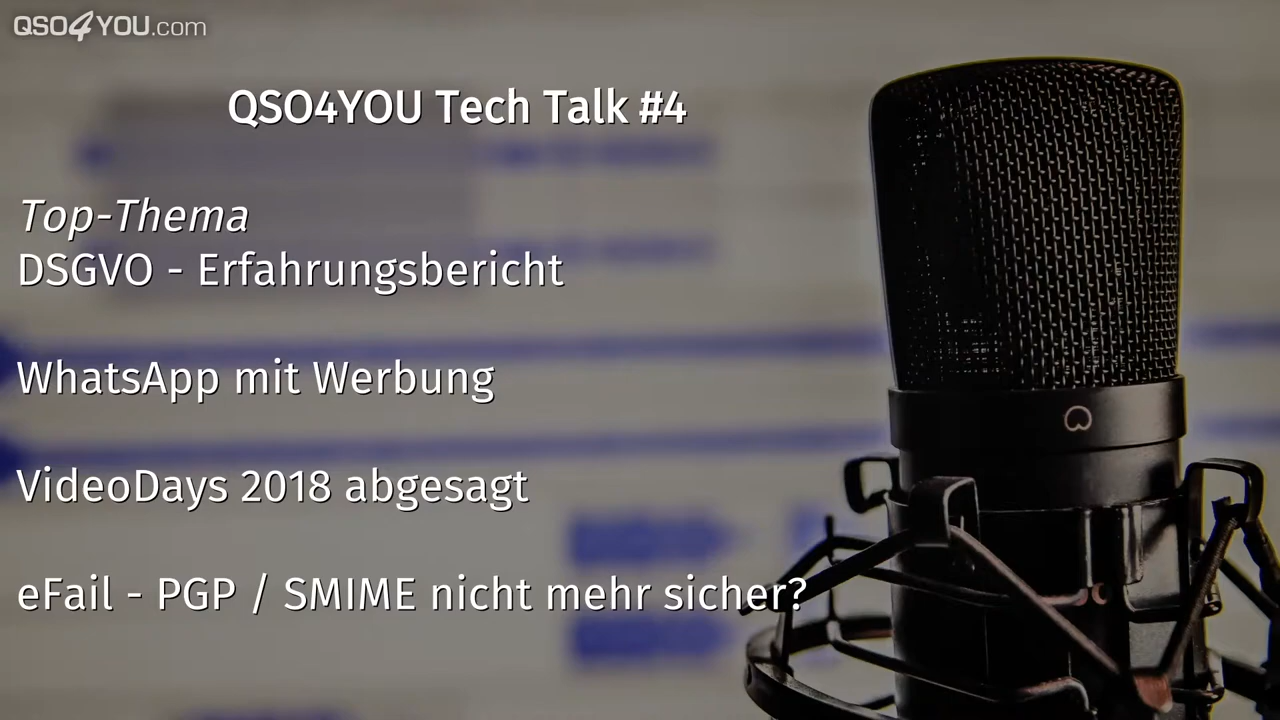 QSO4YOU.com
QSO4YOU Tech Talk #4
Top-Thema
DSGVO - Erfahrungsbericht
WhatsApp mit Werbung
VideoDays 2018 abgesagt
eFail - PGP / SMIME nicht mehr sicher?